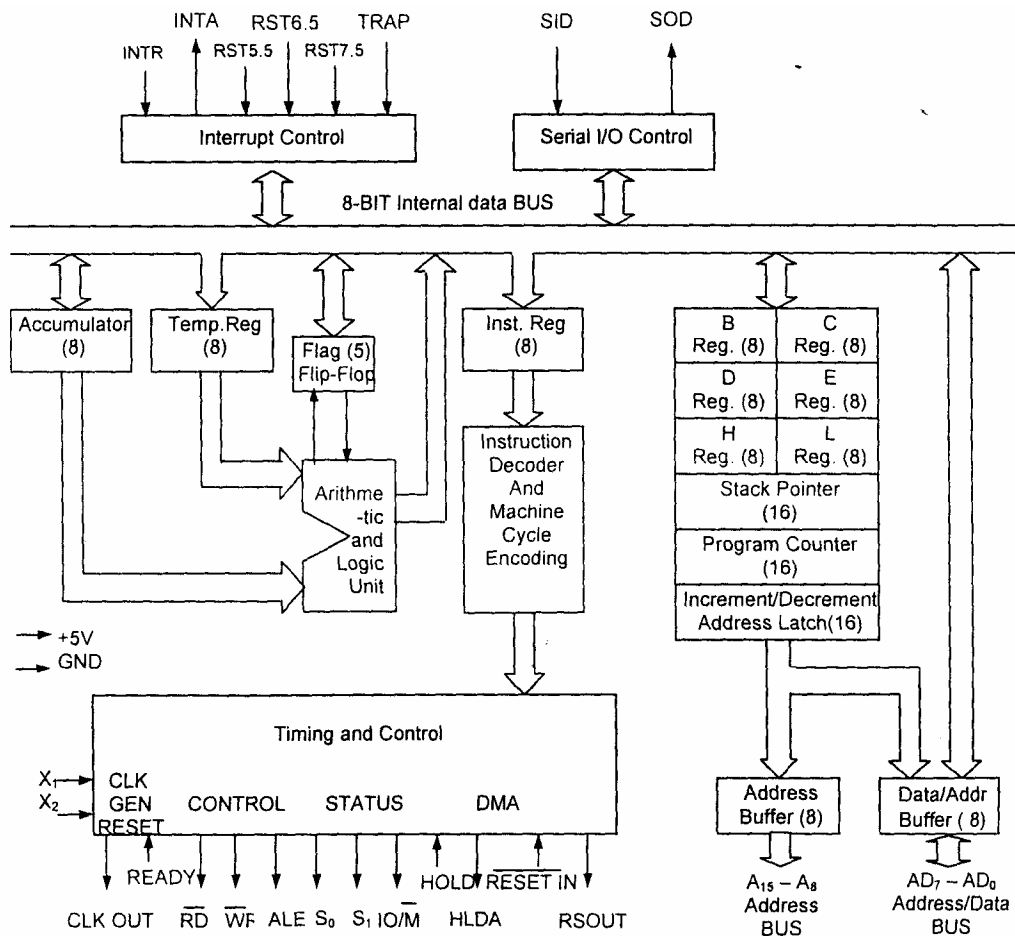 INTA
RST6.5
TRAP
SID
SOD
INTR
RST5.5
RST7.5
Interrupt Control
Serial I/O Control
8-BIT Internal data BUS
Accumulator
(8)
Temp.Reg
(8)
Flag (5)
Flip-Flop
Inst. Reg
(8)
B
Reg. (8)
C
Reg. (8)
D
Reg. (8)
E
Reg. (8)
H
Reg. (8)
L
Reg. (8)
Stack Pointer
(16)
Program Counter
(16)
Increment/Decrement
Address Latch(16)
Arithme
-tic
and
Logic
Unit
Instruction
Decoder
And
Machine
Cycle
Encoding
+5V
GND
Timing and Control
X₁
X₂
CLK
GEN
RESET
CONTROL
STATUS
DMA
Address
Buffer (8)
Data/Addr
Buffer ( 8)
READY
HOLD
R̅E̅S̅E̅T̅ I̅N̅
CLK OUT
R̅D̅
W̅F̅
ALE
S₀
S₁
IO/M̅
HLDA
RSOUT
A₁₅ – A₈
Address
BUS
AD₇ – AD₀
Address/Data
BUS